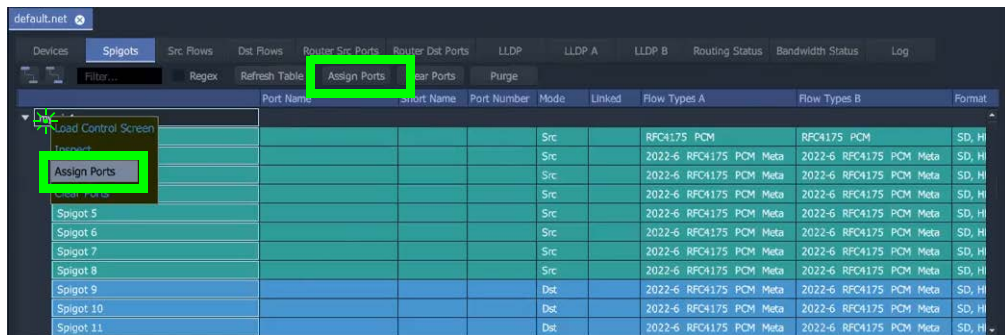 default.net
Devices Spigots Src Flows Dst Flows Router Src Ports Router Dst Ports LLDP LLDP A LLDP B Routing Status Bandwidth Status Log
Filter... Regex Refresh Table Assign Ports Ports Purge
Port Name Short Name Port Number Mode Linked Flow Types A Flow Types B Format
Load Control Screen
Src RFC4175 PCM RFC4175 PCM SD, H
Inspect
Src 2022-6 RFC4175 PCM Meta 2022-6 RFC4175 PCM Meta SD, H
Assign Ports Src 2022-6 RFC4175 PCM Meta 2022-6 RFC4175 PCM Meta SD, H
Clear Ports Src 2022-6 RFC4175 PCM Meta 2022-6 RFC4175 PCM Meta SD, H
Spigot 5 Src 2022-6 RFC4175 PCM Meta 2022-6 RFC4175 PCM Meta SD, H
Spigot 6 Src 2022-6 RFC4175 PCM Meta 2022-6 RFC4175 PCM Meta SD, H
Spigot 7 Src 2022-6 RFC4175 PCM Meta 2022-6 RFC4175 PCM Meta SD, H
Spigot 8 Src 2022-6 RFC4175 PCM Meta 2022-6 RFC4175 PCM Meta SD, H
Spigot 9 Dst 2022-6 RFC4175 PCM Meta 2022-6 RFC4175 PCM Meta SD, H
Spigot 10 Dst 2022-6 RFC4175 PCM Meta 2022-6 RFC4175 PCM Meta SD, H
Spigot 11 Dst 2022-6 RFC4175 PCM Meta 2022-6 RFC4175 PCM Meta SD, H